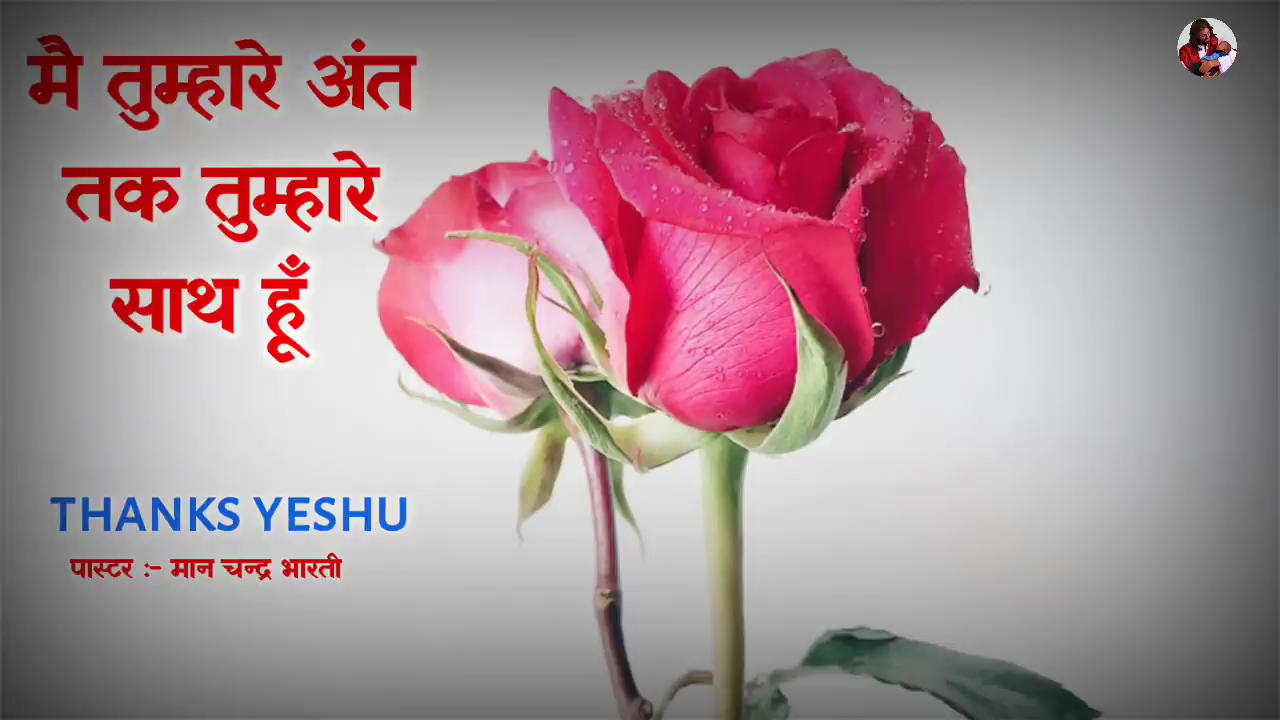 मै तुम्हारे अंत
तक तुम्हारे
साथ हूँ
THANKS YESHU
पास्टर :- मान चन्द्र भारती